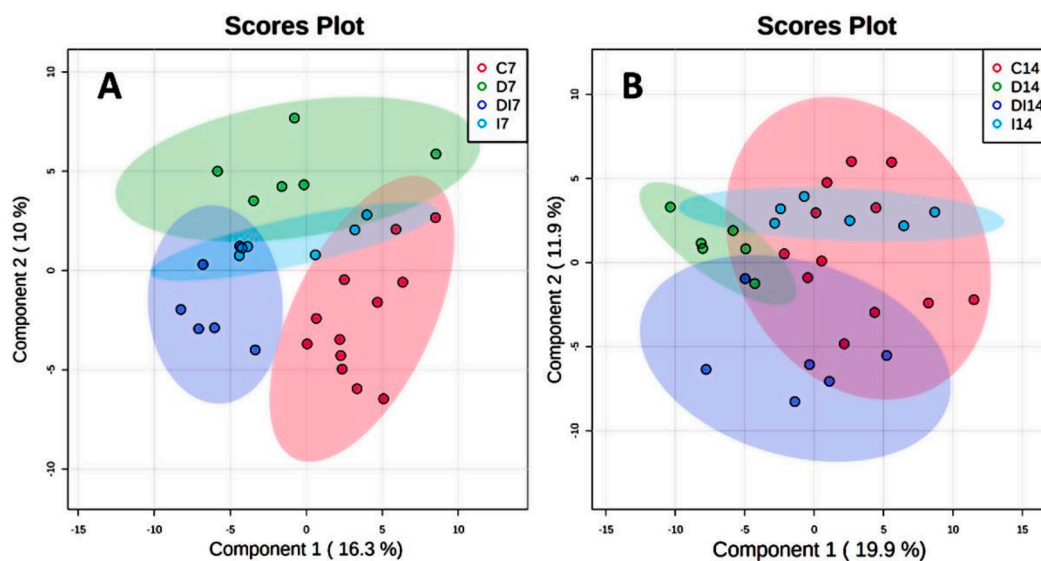 Scores Plot
A
C7
D7
DI7
I7
Component 2 ( 10 %)
10
5
0
-5
-10
-15
-10
-5
0
5
10
Component 1 ( 16.3 %)
Scores Plot
B
C14
D14
DI14
I14
Component 2 ( 11.9 %)
10
5
0
-5
-10
-15
-10
-5
0
5
10
15
Component 1 ( 19.9 %)